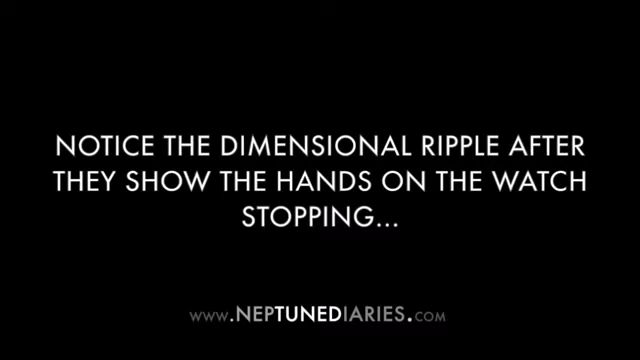 NOTICE THE DIMENSIONAL RIPPLE AFTER
THEY SHOW THE HANDS ON THE WATCH
STOPPING...
WWW.NEPTUNEDIARIES.COM